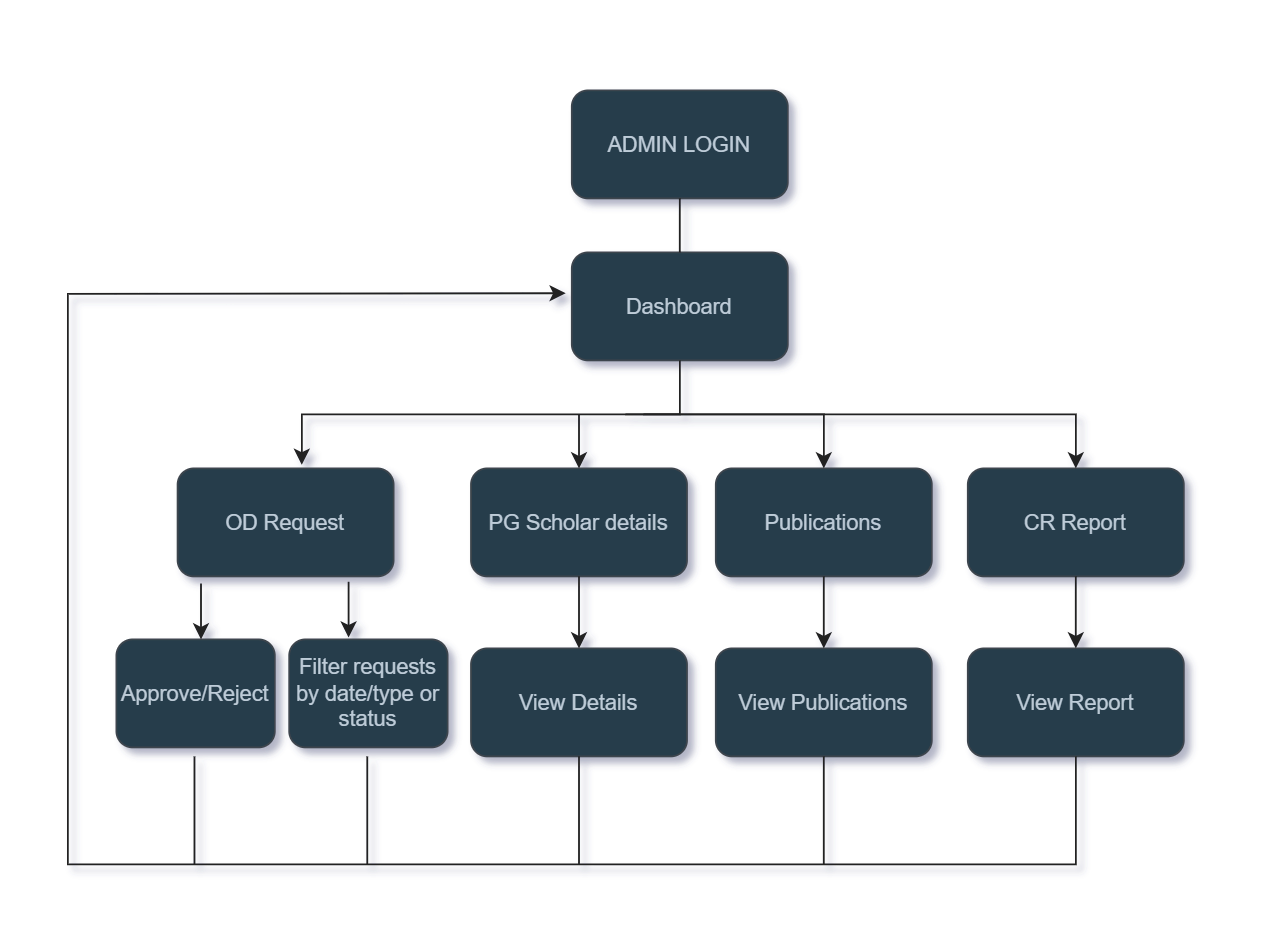 ADMIN LOGIN
Dashboard
OD Request
PG Scholar details
Publications
CR Report
Approve/Reject
Filter requests
by date/type or
status
View Details
View Publications
View Report